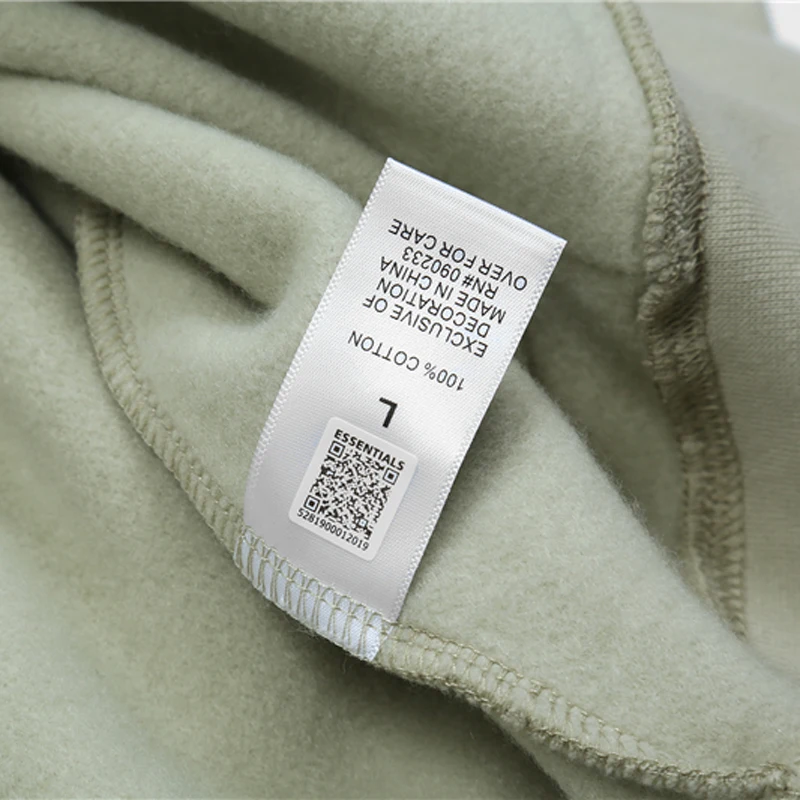 L
100% COTTON
EXCLUSIVE OF
DECORATION
MADE IN CHINA
RN# 090233
OVER FOR CARE
ESSENTIALS
5281900012019